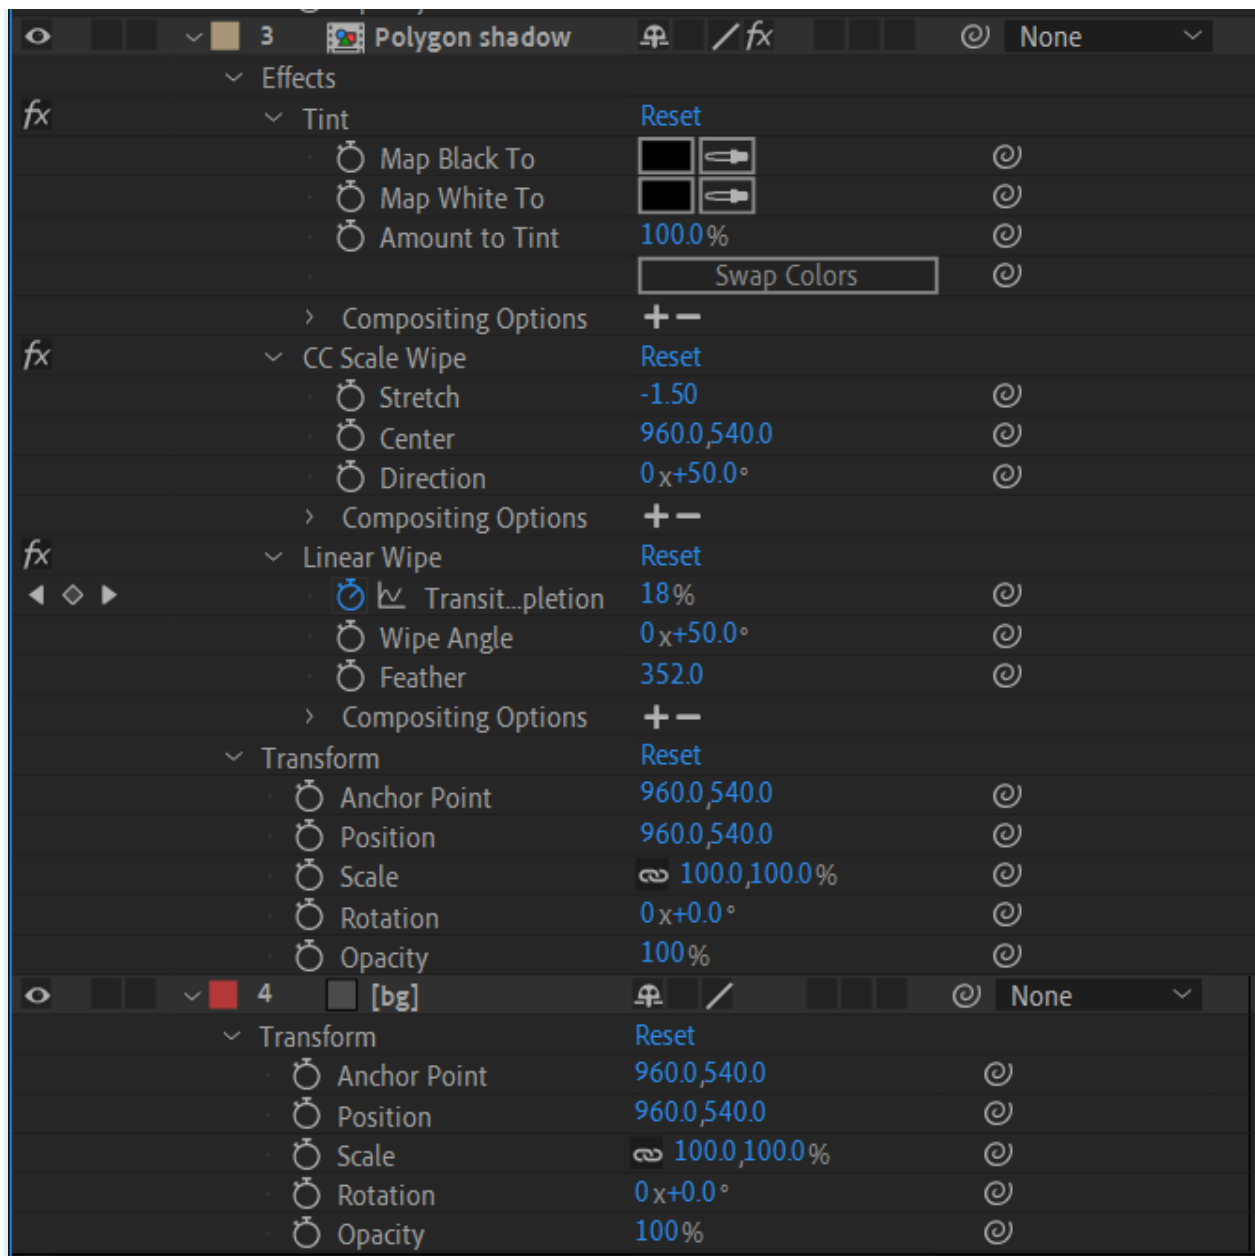 3 Polygon shadow fx None
Effects
fx Tint Reset
Map Black To
Map White To
Amount to Tint 100.0%
Swap Colors
Compositing Options +−
fx CC Scale Wipe Reset
Stretch -1.50
Center 960.0,540.0
Direction 0x+50.0°
Compositing Options +−
fx Linear Wipe Reset
Transit...pletion 18%
Wipe Angle 0x+50.0°
Feather 352.0
Compositing Options +−
Transform Reset
Anchor Point 960.0,540.0
Position 960.0,540.0
Scale 100.0,100.0%
Rotation 0x+0.0°
Opacity 100%
4 [bg] None
Transform Reset
Anchor Point 960.0,540.0
Position 960.0,540.0
Scale 100.0,100.0%
Rotation 0x+0.0°
Opacity 100%